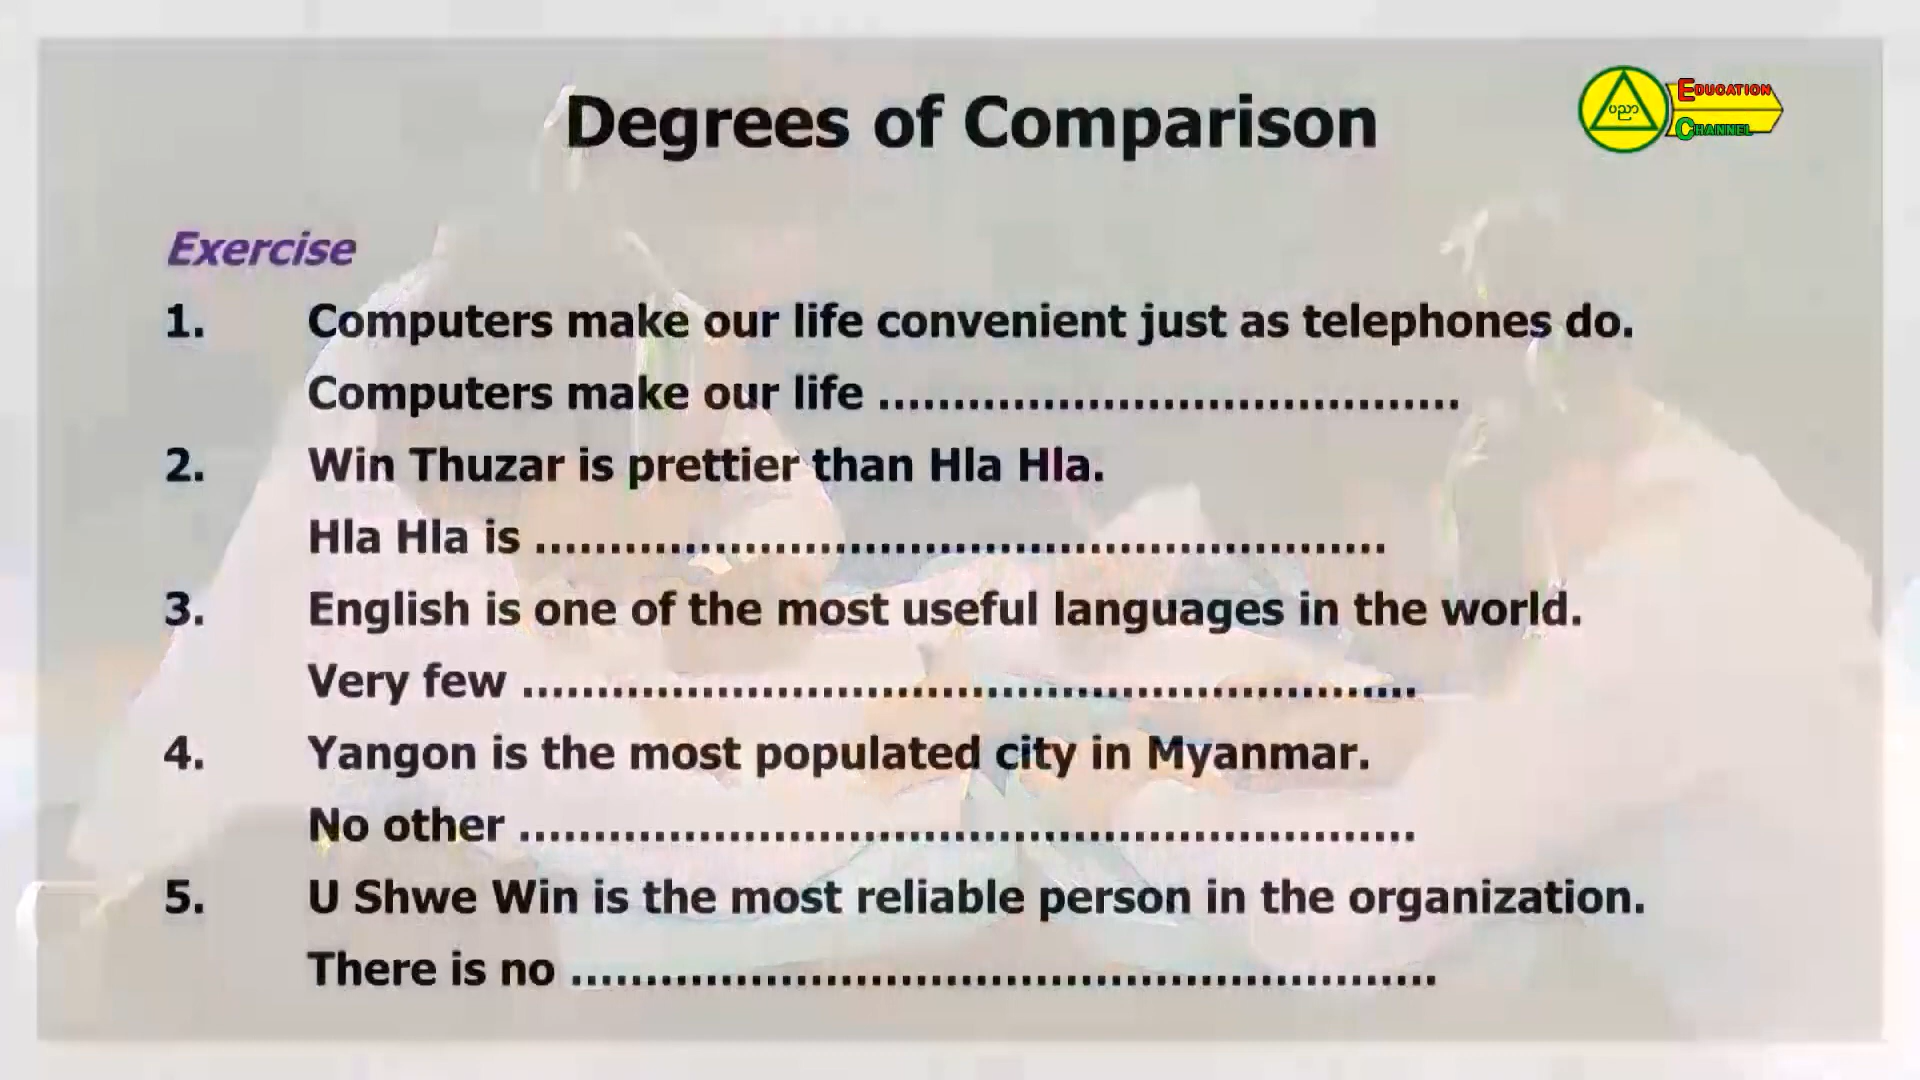 Degrees of Comparison
ပညာ
EDUCATION
CHANNEL
Exercise
1. Computers make our life convenient just as telephones do.
Computers make our life .......................................
2. Win Thuzar is prettier than Hla Hla.
Hla Hla is .........................................................
3. English is one of the most useful languages in the world.
Very few ............................................................
4. Yangon is the most populated city in Myanmar.
No other ............................................................
5. U Shwe Win is the most reliable person in the organization.
There is no ..........................................................